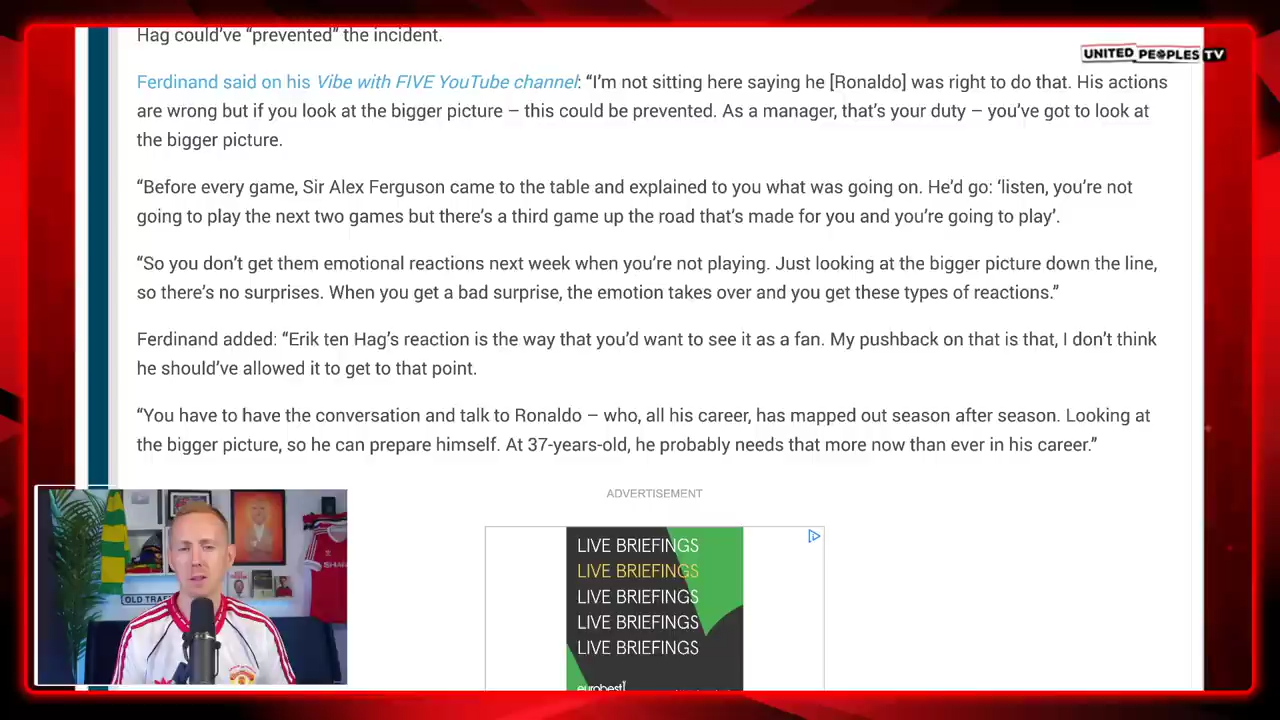 Hag could've “prevented” the incident.
UNITED PEOPLES TV
Ferdinand said on his Vibe with FIVE YouTube channel: “I'm not sitting here saying he [Ronaldo] was right to do that. His actions
are wrong but if you look at the bigger picture – this could be prevented. As a manager, that's your duty – you've got to look at
the bigger picture.
“Before every game, Sir Alex Ferguson came to the table and explained to you what was going on. He'd go: ‘listen, you're not
going to play the next two games but there's a third game up the road that's made for you and you're going to play’.
“So you don't get them emotional reactions next week when you're not playing. Just looking at the bigger picture down the line,
so there's no surprises. When you get a bad surprise, the emotion takes over and you get these types of reactions.”
Ferdinand added: “Erik ten Hag's reaction is the way that you'd want to see it as a fan. My pushback on that is that, I don't think
he should've allowed it to get to that point.
“You have to have the conversation and talk to Ronaldo – who, all his career, has mapped out season after season. Looking at
the bigger picture, so he can prepare himself. At 37-years-old, he probably needs that more now than ever in his career.”
ADVERTISEMENT
LIVE BRIEFINGS
LIVE BRIEFINGS
LIVE BRIEFINGS
LIVE BRIEFINGS
LIVE BRIEFINGS
eurobest
SHARP
OLD TRAF